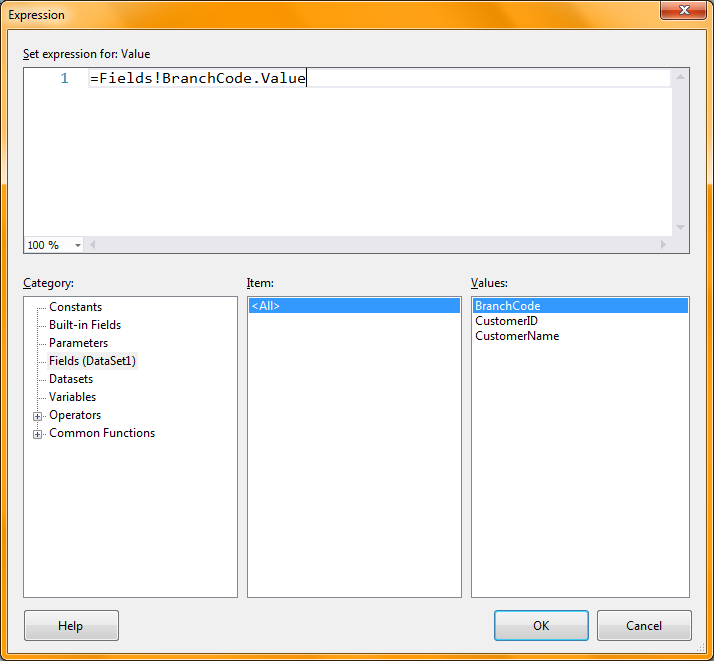 Expression
Set expression for: Value
1 =Fields!BranchCode.Value
100 %
Category:
Item:
Values:
Constants
Built-in Fields
Parameters
Fields (DataSet1)
Datasets
Variables
Operators
Common Functions
<All>
BranchCode
CustomerID
CustomerName
Help
OK
Cancel